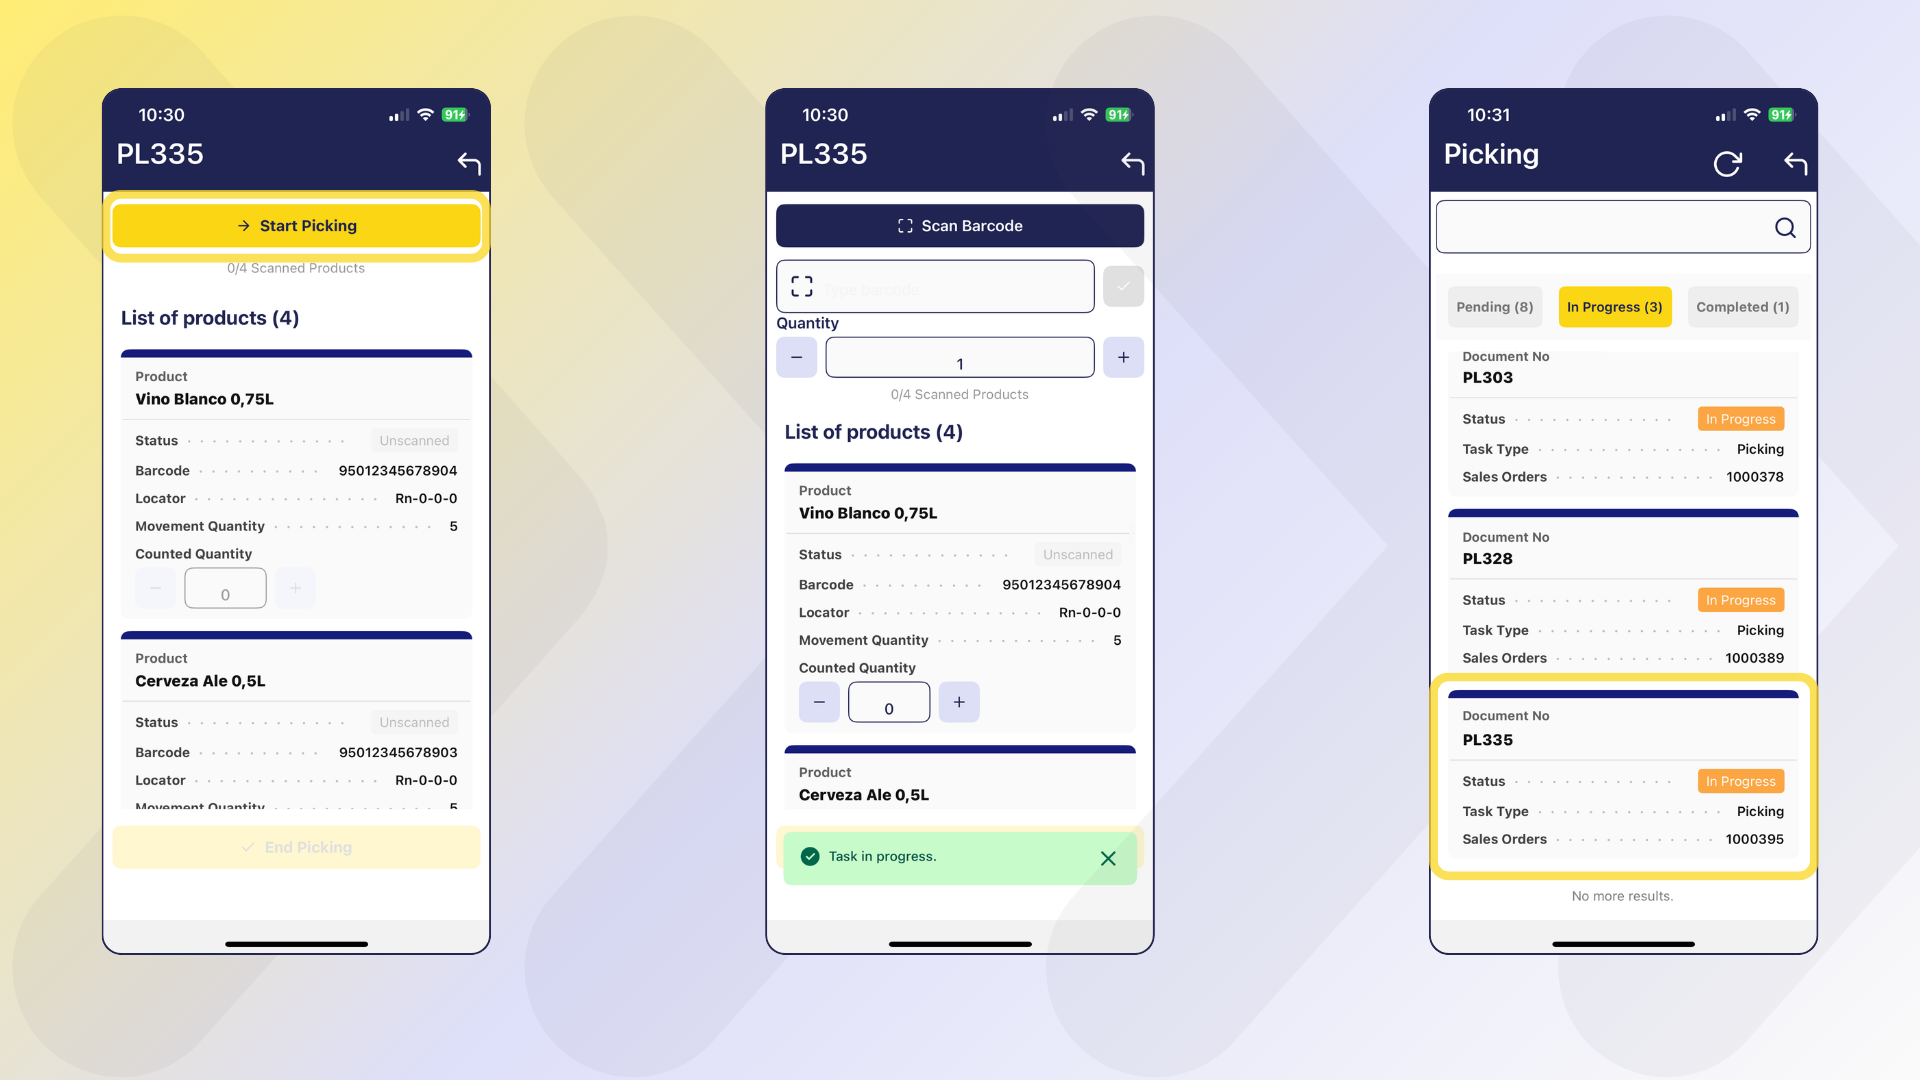 10:30
91
PL335
Start Picking
0/4 Scanned Products
List of products (4)
Product
Vino Blanco 0,75L
Status Unscanned
Barcode 95012345678904
Locator Rn-0-0-0
Movement Quantity 5
Counted Quantity
0
Product
Cerveza Ale 0,5L
Status Unscanned
Barcode 95012345678903
Locator Rn-0-0-0
Movement Quantity 5
End Picking
10:30
91
PL335
Scan Barcode
Type barcode
Quantity
1
0/4 Scanned Products
List of products (4)
Product
Vino Blanco 0,75L
Status Unscanned
Barcode 95012345678904
Locator Rn-0-0-0
Movement Quantity 5
Counted Quantity
0
Product
Cerveza Ale 0,5L
Task in progress.
10:31
91
Picking
Pending (8)
In Progress (3)
Completed (1)
Document No
PL303
Status In Progress
Task Type Picking
Sales Orders 1000378
Document No
PL328
Status In Progress
Task Type Picking
Sales Orders 1000389
Document No
PL335
Status In Progress
Task Type Picking
Sales Orders 1000395
No more results.